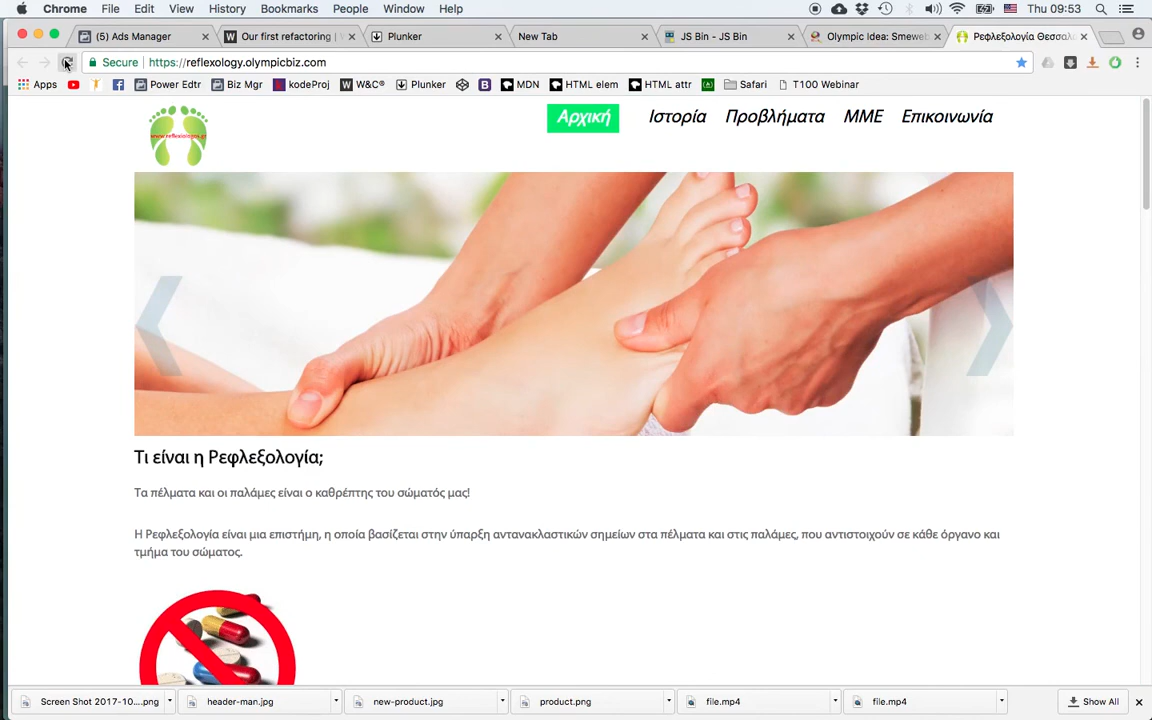 Chrome File Edit View History Bookmarks People Window Help Thu 09:53
(5) Ads Manager Our first refactoring | W Plunker New Tab JS Bin - JS Bin Olympic Idea: Smeweb Ρεφλεξολογία Θεσσαλ
Secure https://reflexology.olympicbiz.com
Apps Power Edtr Biz Mgr kodeProj W&C® Plunker MDN HTML elem HTML attr Safari T100 Webinar
www.reflexiologos.gr
Αρχική Ιστορία Προβλήματα ΜΜΕ Επικοινωνία
Τι είναι η Ρεφλεξολογία;
Τα πέλματα και οι παλάμες είναι ο καθρέπτης του σώματός μας!
Η Ρεφλεξολογία είναι μια επιστήμη, η οποία βασίζεται στην ύπαρξη αντανακλαστικών σημείων στα πέλματα και στις παλάμες, που αντιστοιχούν σε κάθε όργανο και
τμήμα του σώματος.
Screen Shot 2017-10....png header-man.jpg new-product.jpg product.png file.mp4 file.mp4 Show All